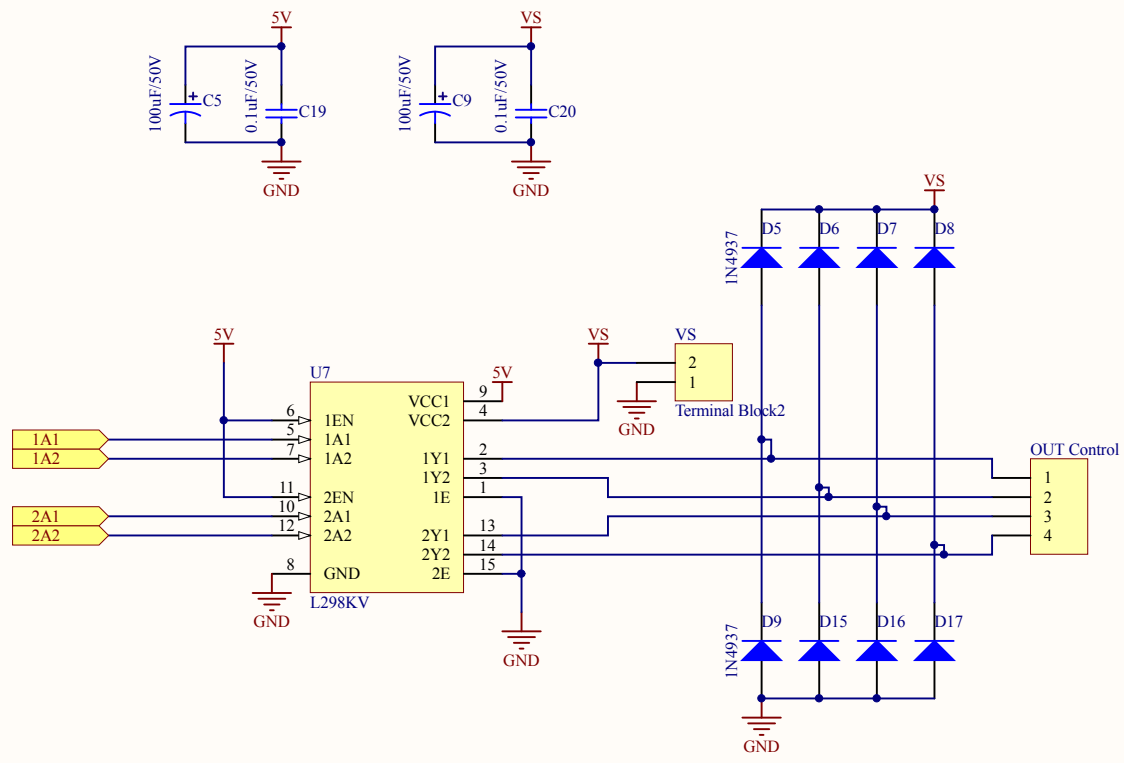 5V
VS
100uF/50V
C5
0.1uF/50V
C19
100uF/50V
C9
0.1uF/50V
C20
GND
GND
VS
D5
D6
D7
D8
1N4937
5V
VS
VS
2
1
Terminal Block2
GND
U7
5V
VCC1
9
VCC2
4
6
1EN
1A1
5
1A1
1A2
7
1A2
1Y1
2
1Y2
3
1E
1
11
2EN
2A1
10
2A1
2A2
12
2A2
2Y1
13
2Y2
14
2E
15
8
GND
L298KV
GND
GND
OUT Control
1
2
3
4
D9
D15
D16
D17
1N4937
GND